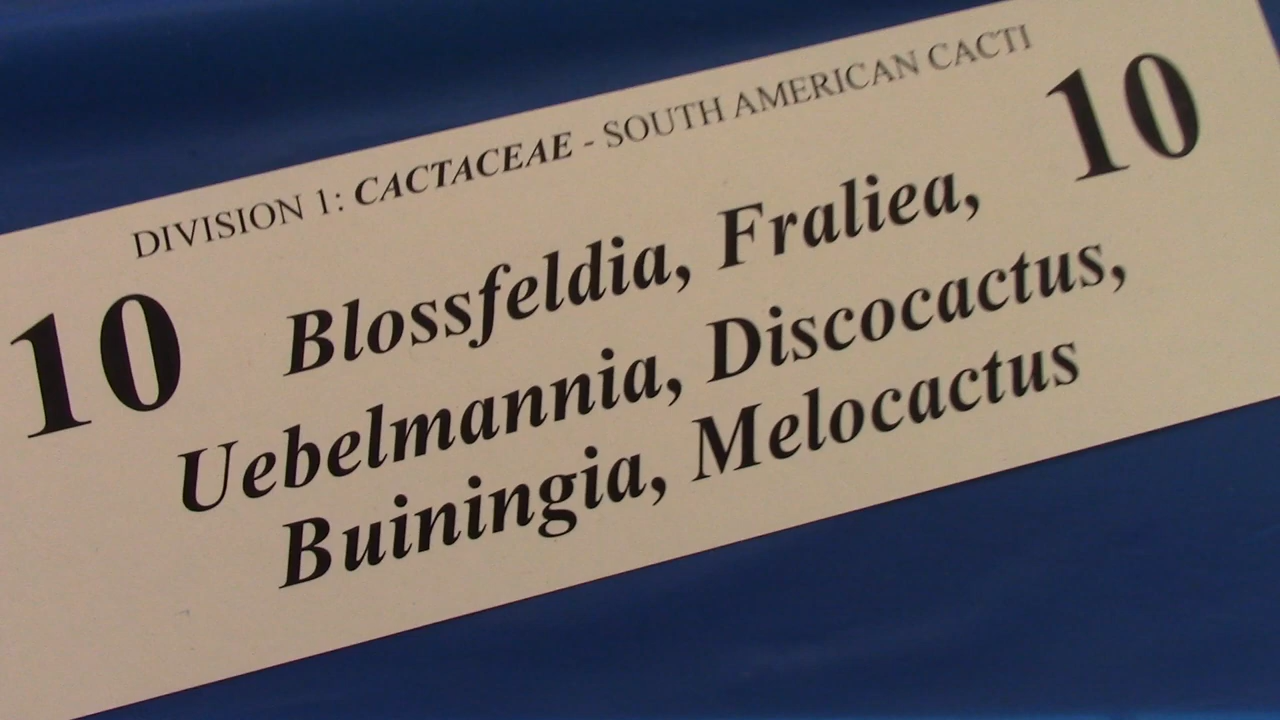 DIVISION 1: CACTACEAE - SOUTH AMERICAN CACTI
10 Blossfeldia, Fraliea, 10
Uebelmannia, Discocactus,
Buiningia, Melocactus